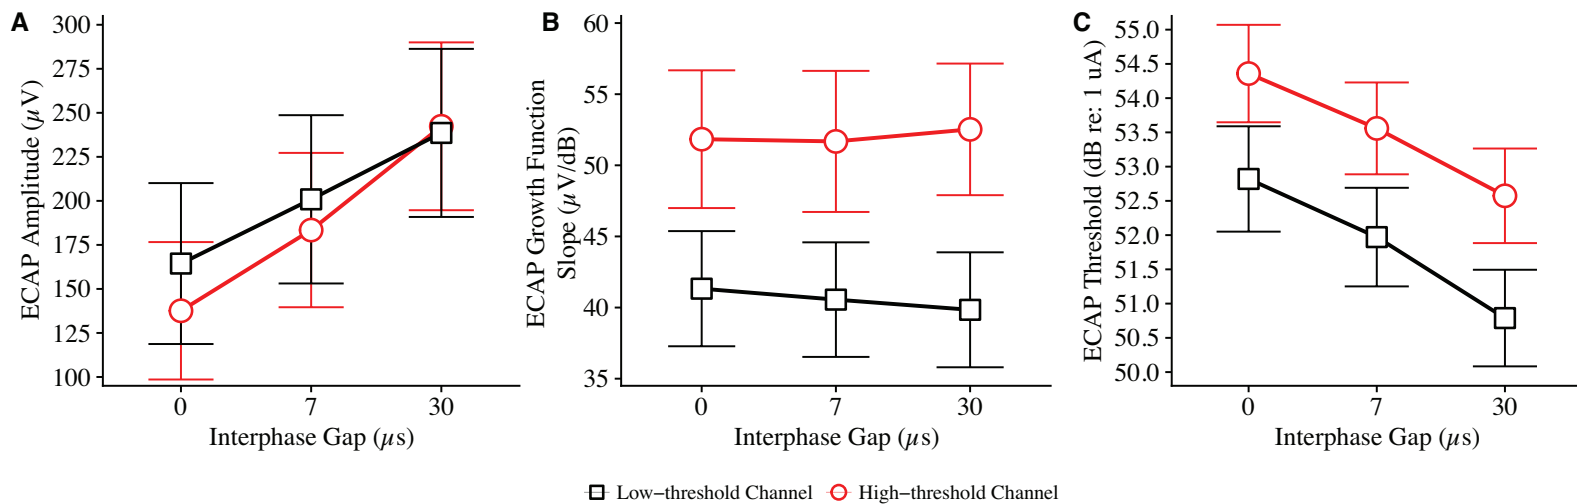 A
ECAP Amplitude (µV)
300
275
250
225
200
175
150
125
100
0 7 30
Interphase Gap (µs)
B
ECAP Growth Function
Slope (µV/dB)
60
55
50
45
40
35
0 7 30
Interphase Gap (µs)
C
ECAP Threshold (dB re: 1 uA)
55.0
54.5
54.0
53.5
53.0
52.5
52.0
51.5
51.0
50.5
50.0
0 7 30
Interphase Gap (µs)
Low−threshold Channel High−threshold Channel